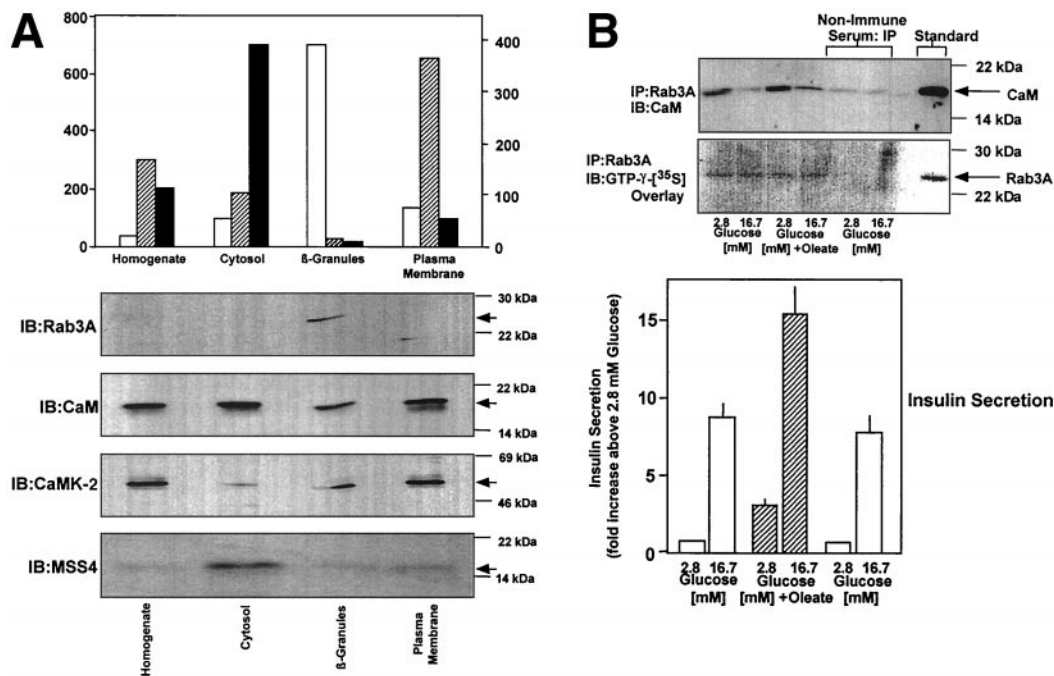 A
800
600
400
200
0
400
300
200
100
0
Homogenate
Cytosol
ß-Granules
Plasma
Membrane
IB:Rab3A
30 kDa
22 kDa
IB:CaM
22 kDa
14 kDa
IB:CaMK-2
69 kDa
46 kDa
IB:MSS4
22 kDa
14 kDa
Homogenate
Cytosol
ß-Granules
Plasma
Membrane
B
Non-Immune
Serum: IP
Standard
IP:Rab3A
IB:CaM
22 kDa
CaM
14 kDa
IP:Rab3A
IB:GTP-γ-[35S]
Overlay
30 kDa
Rab3A
22 kDa
2.8 16.7 2.8 16.7 2.8 16.7
Glucose Glucose Glucose
[mM] [mM] +Oleate [mM]
Insulin Secretion
(fold increase above 2.8 mM Glucose)
15
10
5
0
Insulin Secretion
2.8 16.7 2.8 16.7 2.8 16.7
Glucose Glucose Glucose
[mM] [mM] +Oleate [mM]